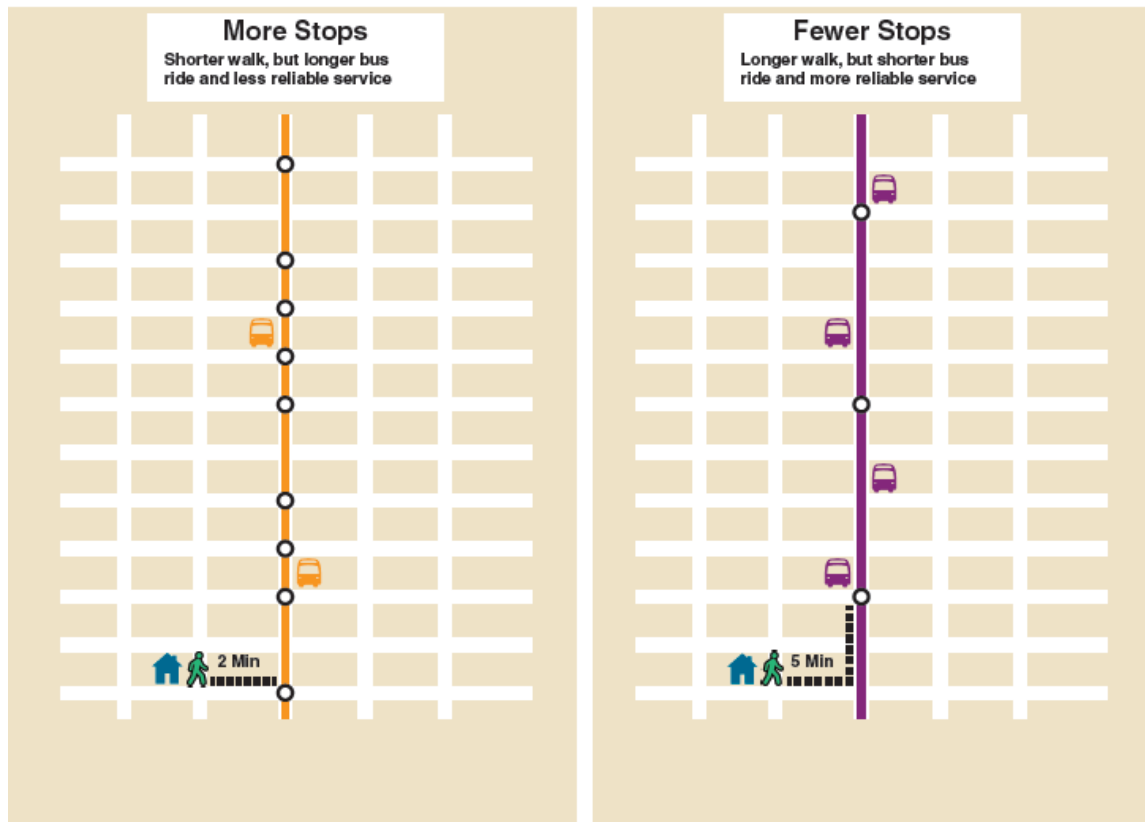 More Stops
Shorter walk, but longer bus
ride and less reliable service
2 Min
Fewer Stops
Longer walk, but shorter bus
ride and more reliable service
5 Min